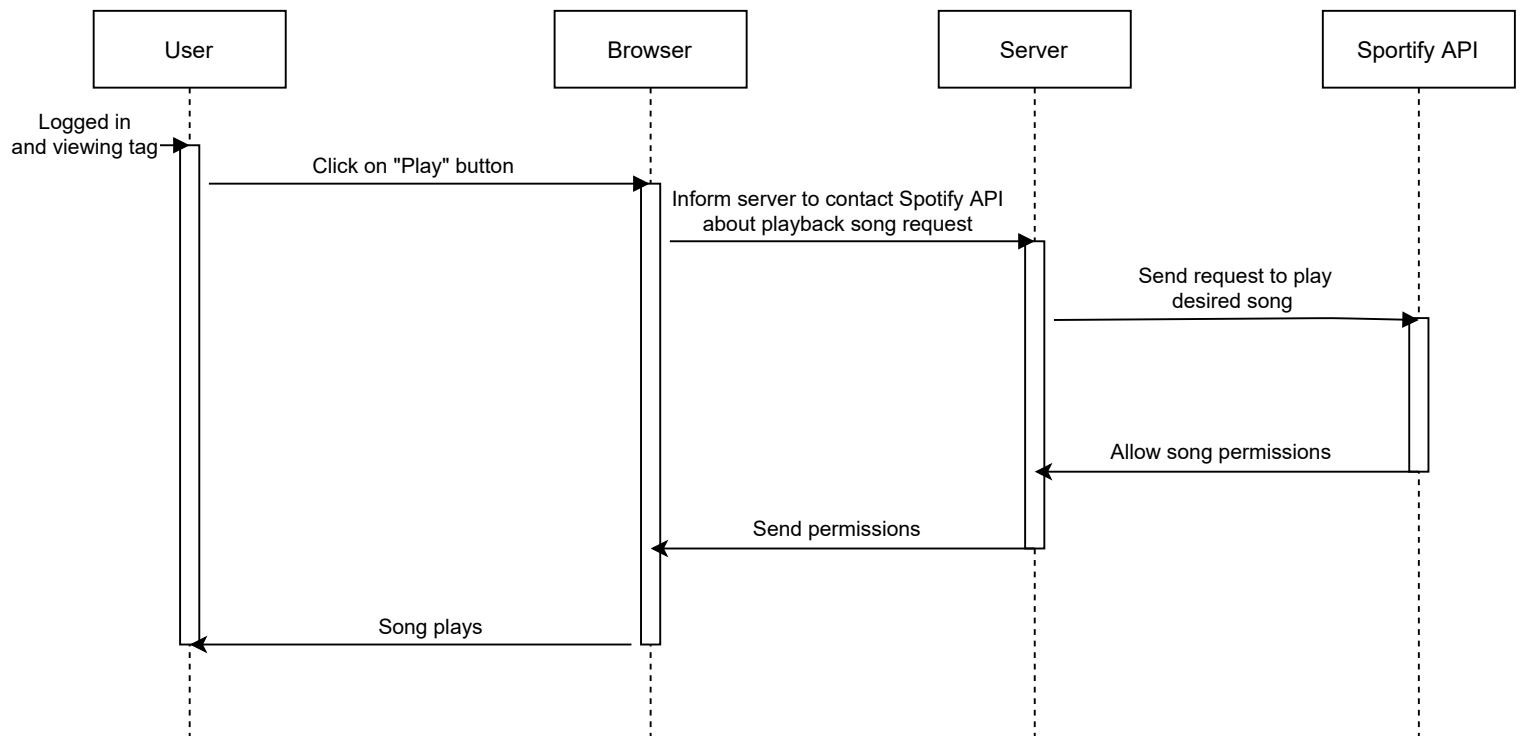 User
Browser
Server
Sportify API
Logged in
and viewing tag
Click on "Play" button
Inform server to contact Spotify API
about playback song request
Send request to play
desired song
Allow song permissions
Send permissions
Song plays